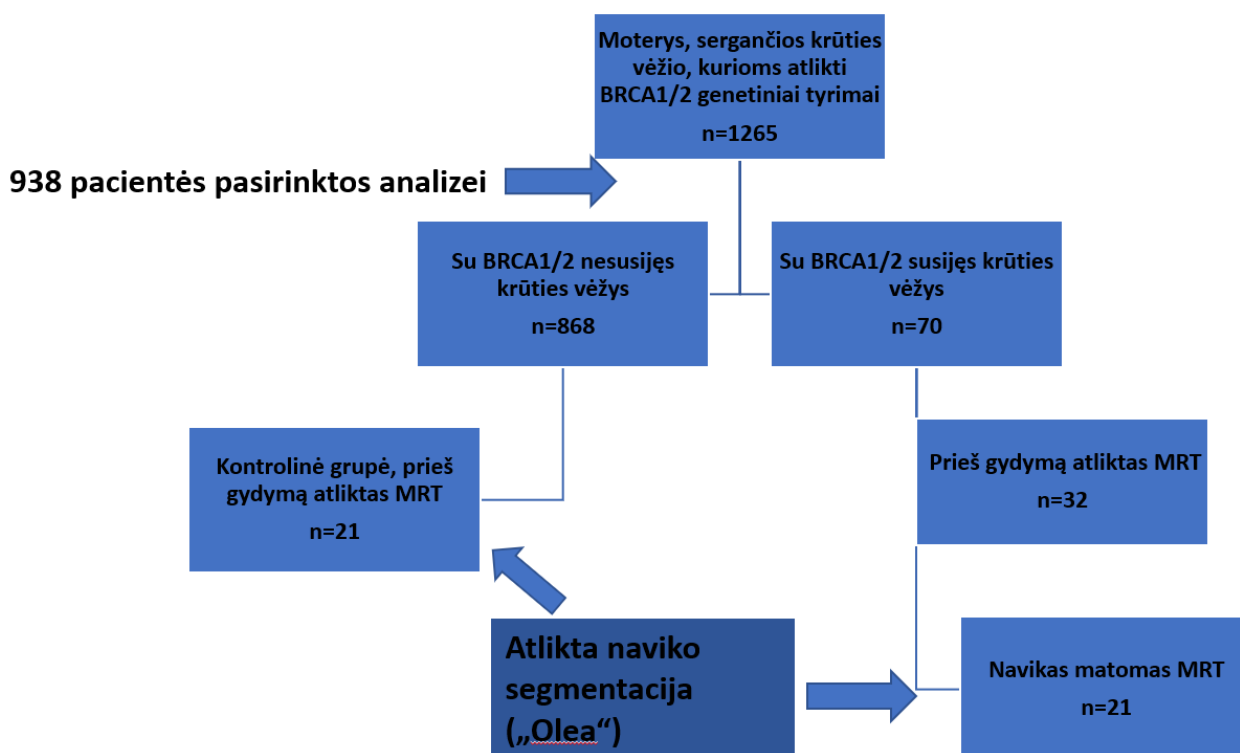 Moterys, sergančios krūties
vėžio, kurioms atlikti
BRCA1/2 genetiniai tyrimai
n=1265
938 pacientės pasirinktos analizei
Su BRCA1/2 nesusijęs
krūties vėžys
n=868
Su BRCA1/2 susijęs krūties
vėžys
n=70
Kontrolinė grupė, prieš
gydymą atliktas MRT
n=21
Prieš gydymą atliktas MRT
n=32
Atlikta naviko
segmentacija
(„Olea“)
Navikas matomas MRT
n=21